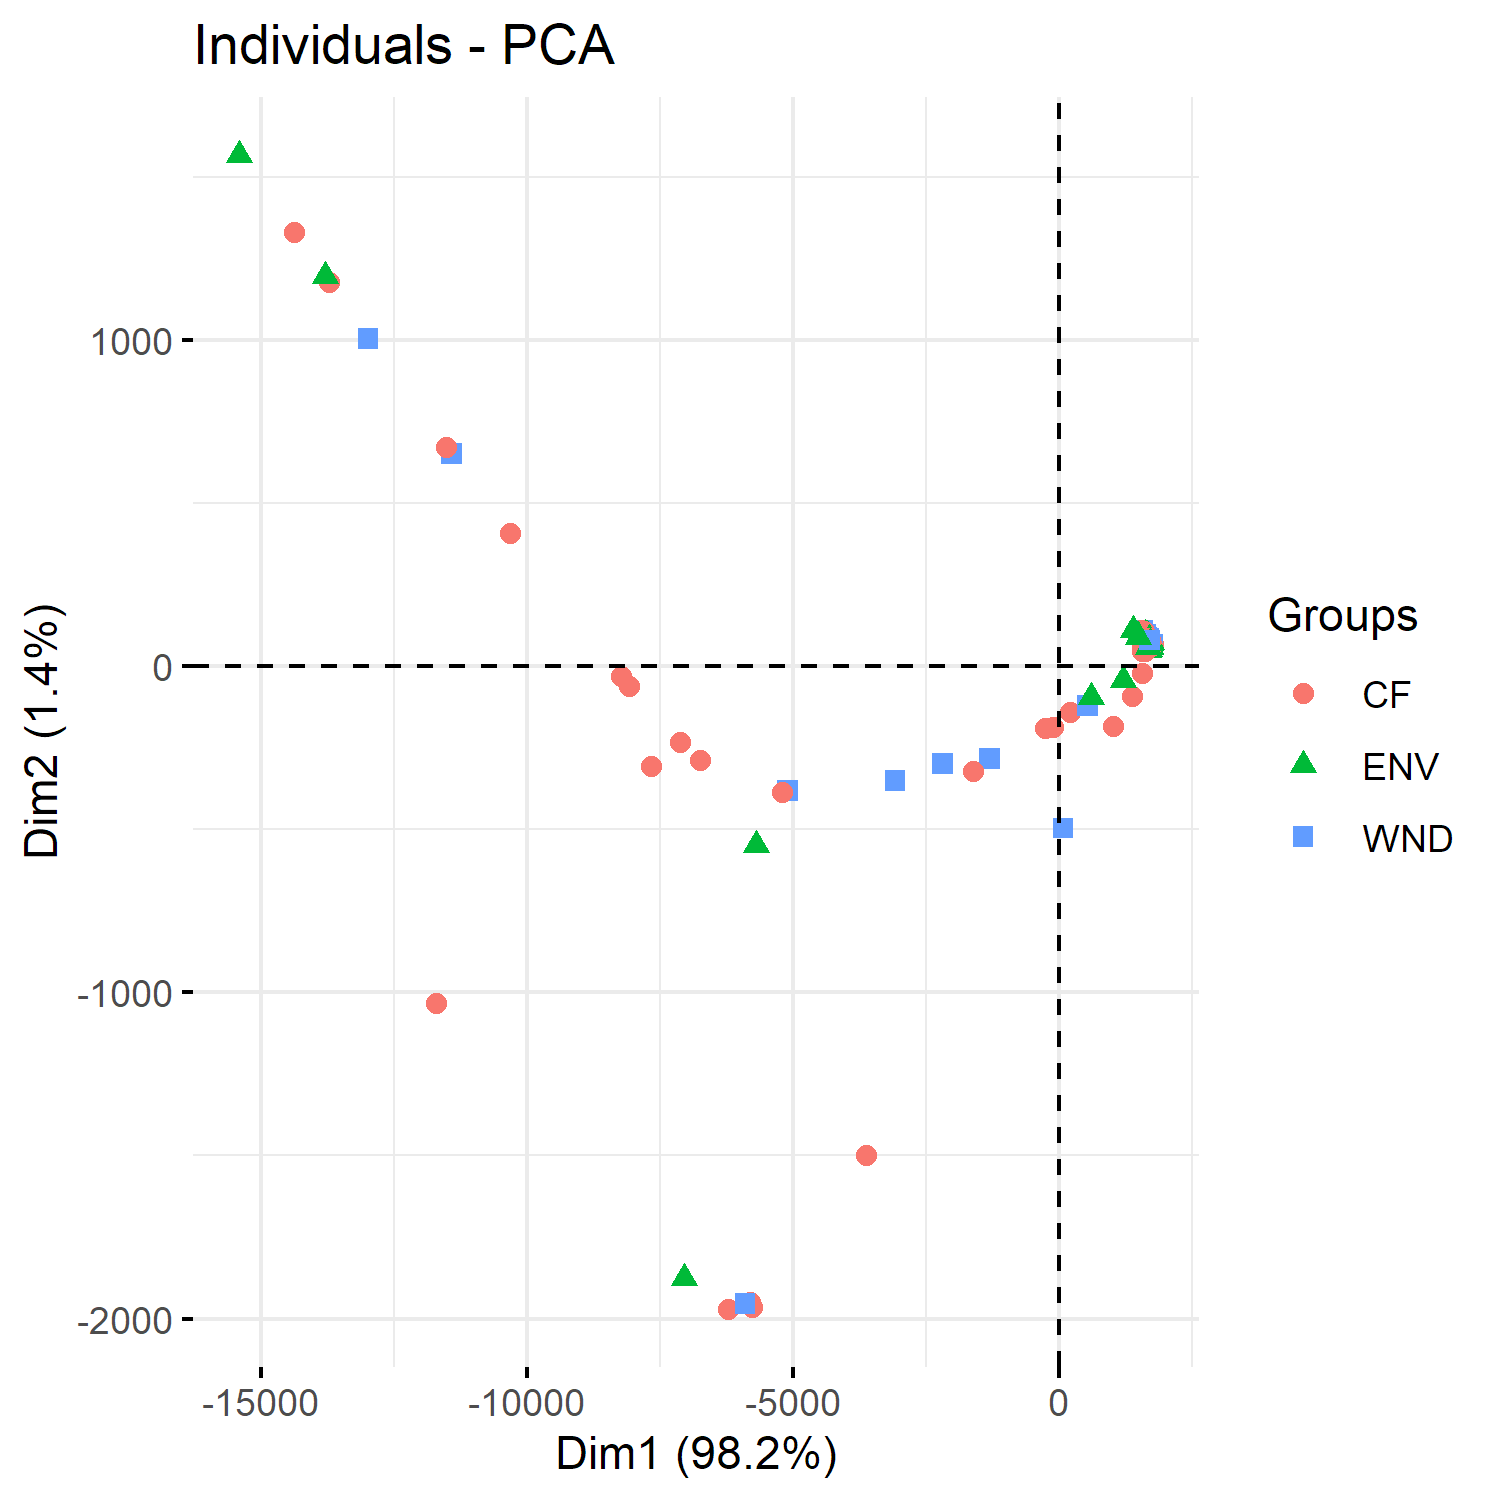 Individuals - PCA
1000
0
-1000
-2000
Dim2 (1.4%)
-15000
-10000
-5000
0
Dim1 (98.2%)
Groups
CF
ENV
WND